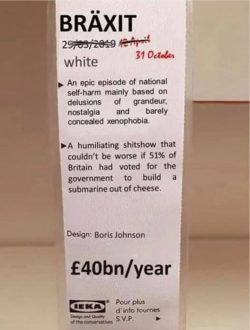 BRÄXIT
29/03/2019 12 April
white 31 October
An epic episode of national
self-harm mainly based on
delusions of grandeur,
nostalgia and barely
concealed xenophobia.
A humiliating shitshow that
couldn't be worse if 51% of
Britain had voted for the
government to build a
submarine out of cheese.
Design: Boris Johnson
£40bn/year
IEKA
Design and Quality
of the conservatives
Pour plus
d'info tournes
S.V.P.